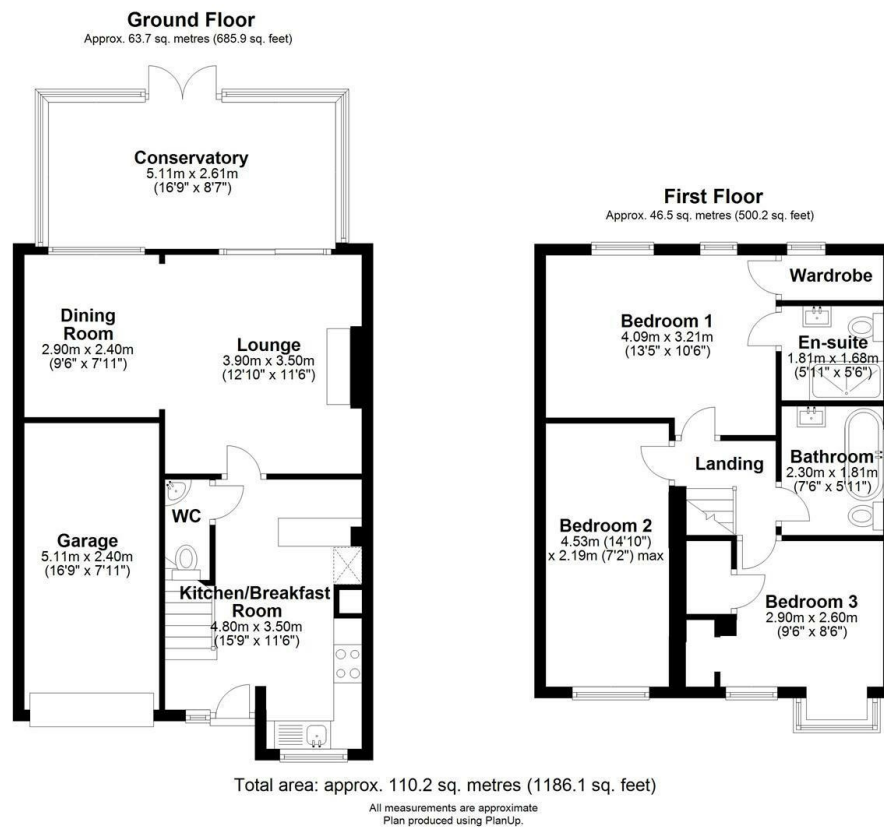 Ground Floor
Approx. 63.7 sq. metres (685.9 sq. feet)
Conservatory
5.11m x 2.61m
(16'9" x 8'7")
Dining
Room
2.90m x 2.40m
(9'6" x 7'11")
Lounge
3.90m x 3.50m
(12'10" x 11'6")
WC
Garage
5.11m x 2.40m
(16'9" x 7'11")
Kitchen/Breakfast
Room
4.80m x 3.50m
(15'9" x 11'6")
First Floor
Approx. 46.5 sq. metres (500.2 sq. feet)
Wardrobe
Bedroom 1
4.09m x 3.21m
(13'5" x 10'6")
En-suite
1.81m x 1.68m
(5'11" x 5'6")
Landing
Bathroom
2.30m x 1.81m
(7'6" x 5'11")
Bedroom 2
4.53m (14'10")
x 2.19m (7'2") max
Bedroom 3
2.90m x 2.60m
(9'6" x 8'6")
Total area: approx. 110.2 sq. metres (1186.1 sq. feet)
All measurements are approximate
Plan produced using PlanUp.